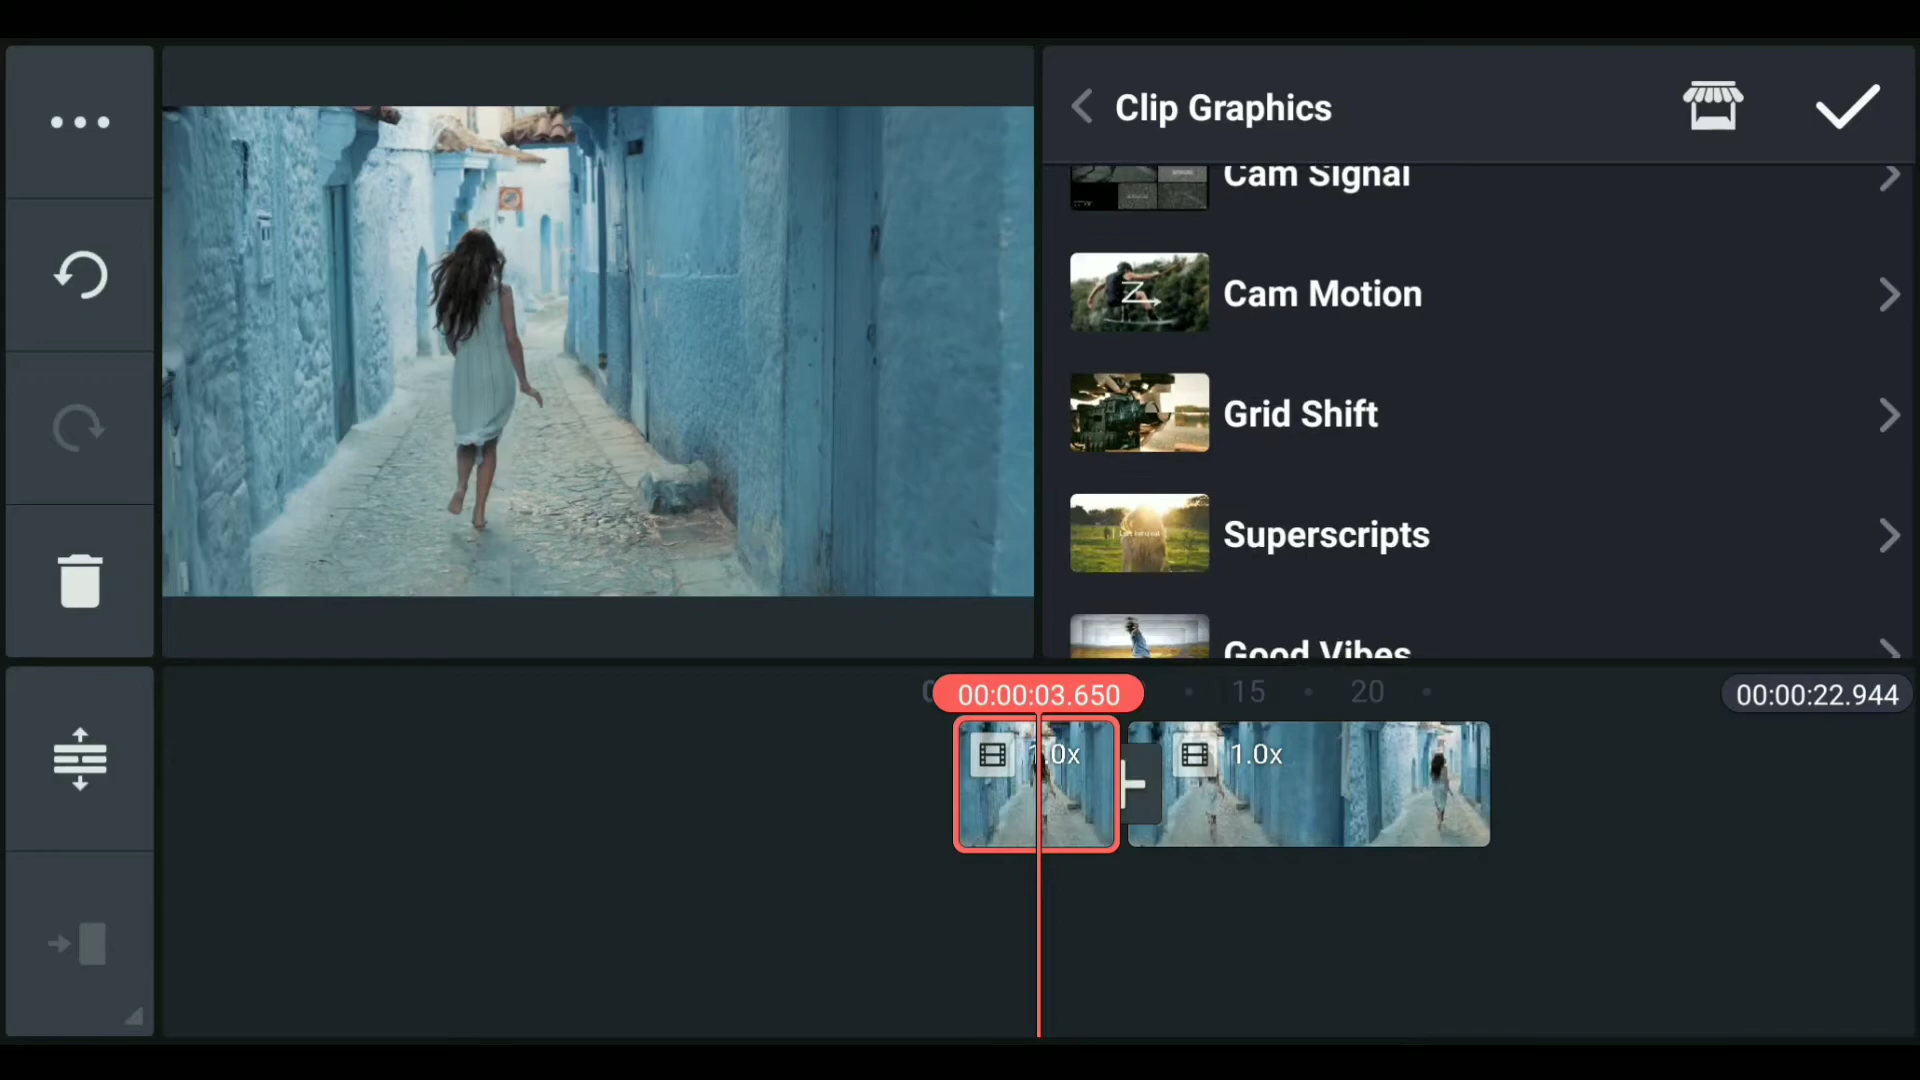 Clip Graphics
Cam Signal
Cam Motion
Grid Shift
Superscripts
Good Vibes
00:00:03.650
15
20
00:00:22.944
1.0x
1.0x